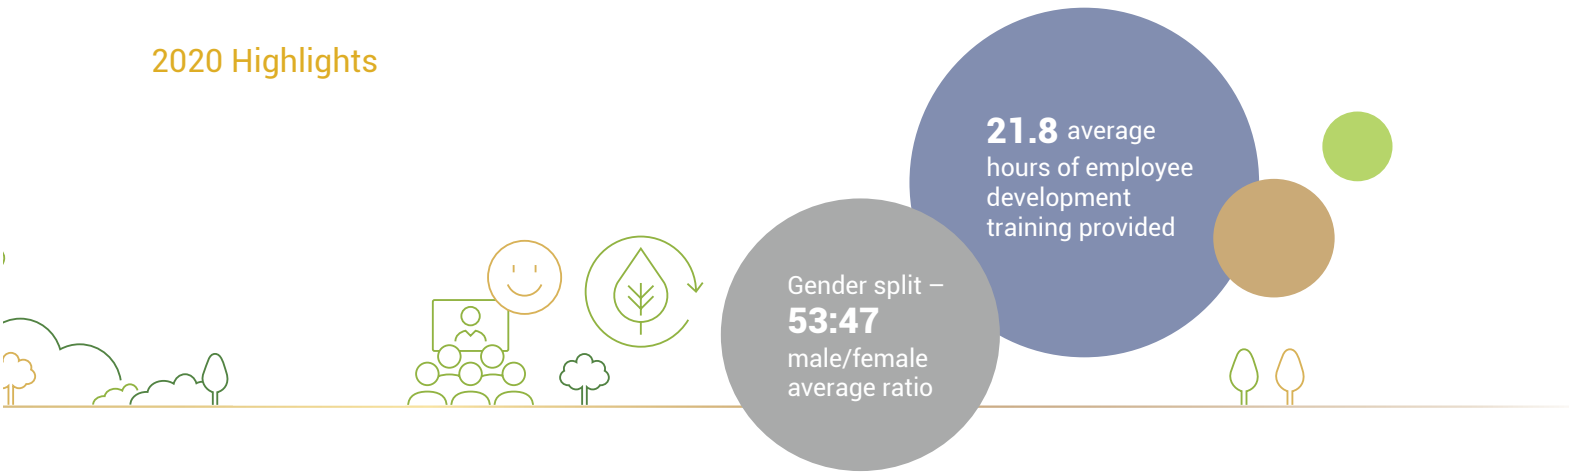 2020 Highlights
21.8 average
hours of employee
development
training provided
Gender split –
53:47
male/female
average ratio